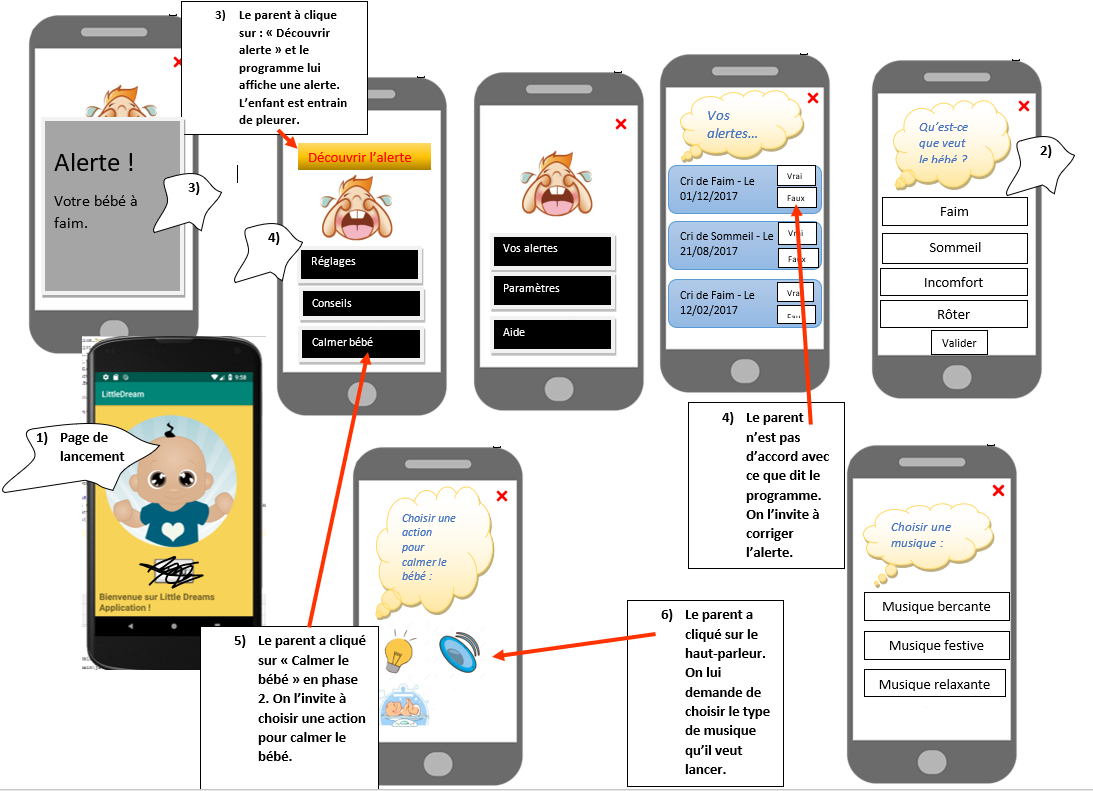 3) Le parent à clique
sur : « Découvrir
alerte » et le
programme lui
affiche une alerte.
L'enfant est entrain
de pleurer.
Alerte !
Votre bébé à
faim.
3)
Découvrir l'alerte
4)
Réglages
Conseils
Calmer bébé
Vos alertes
Paramètres
Aide
Vos
alertes...
Cri de Faim - Le
01/12/2017
Vrai
Faux
Cri de Sommeil - Le
21/08/2017
Vrai
Faux
Cri de Faim - Le
12/02/2017
Vrai
Faux
Qu'est-ce
que veut
le bébé ?
2)
Faim
Sommeil
Incomfort
Rôter
Valider
1) Page de
lancement
9:58
LittleDream
Bienvenue sur Little Dreams
Application !
4) Le parent
n'est pas
d'accord avec
ce que dit le
programme.
On l'invite à
corriger
l'alerte.
Choisir une
action
pour
calmer le
bébé :
5) Le parent a cliqué
sur « Calmer le
bébé » en phase
2. On l'invite à
choisir une action
pour calmer le
bébé.
6) Le parent a
cliqué sur le
haut-parleur.
On lui
demande de
choisir le type
de musique
qu'il veut
lancer.
Choisir une
musique :
Musique bercante
Musique festive
Musique relaxante